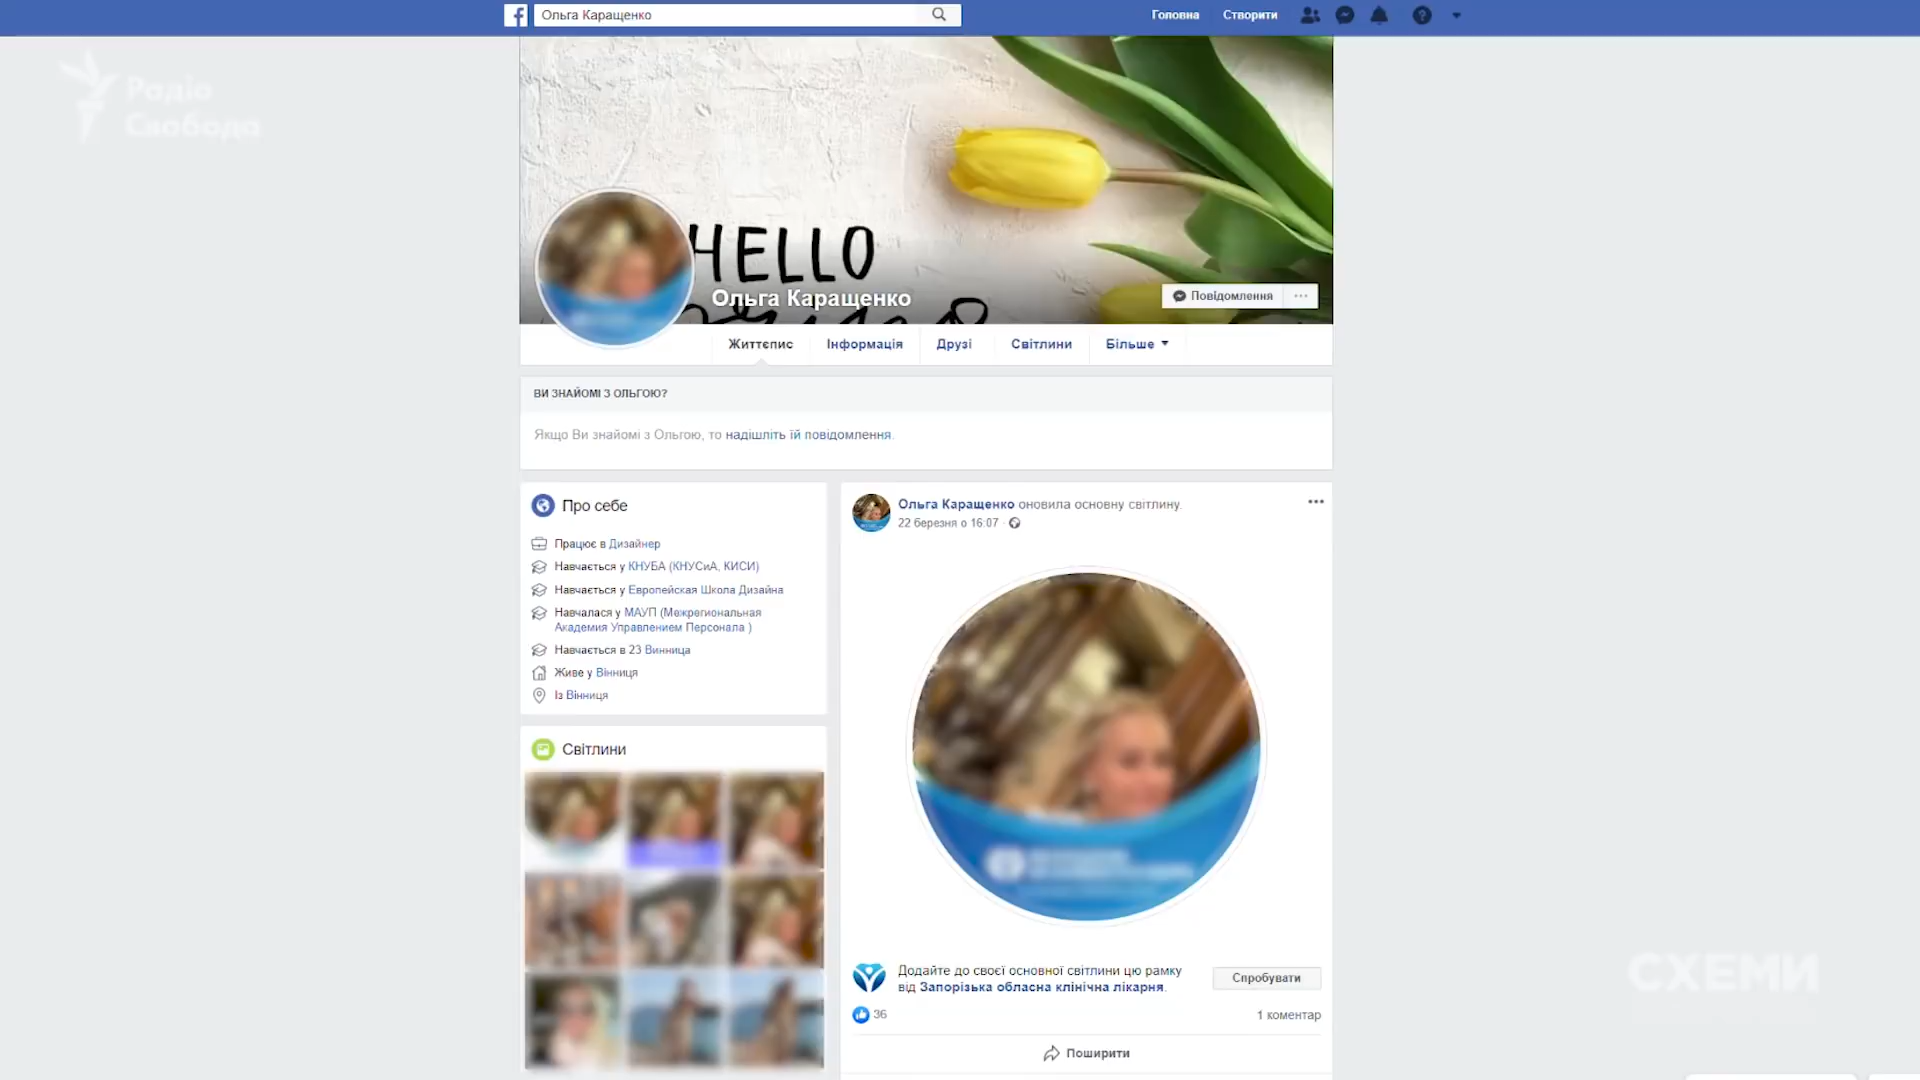 Ольга Каращенко
Головна
Створити
Радіо
Свобода
HELLO
Ольга Каращенко
Повідомлення
Життєпис
Інформація
Друзі
Світлини
Більше
ВИ ЗНАЙОМІ З ОЛЬГОЮ?
Якщо Ви знайомі з Ольгою, то надішліть їй повідомлення.
Про себе
Працює в Дизайнер
Навчається у КНУБА (КНУСиА, КИСИ)
Навчається у Европейская Школа Дизайна
Навчалася у МАУП (Межрегиональная
Академия Управлением Персонала )
Навчається в 23 Винница
Живе у Вінниця
Із Вінниця
Світлини
Ольга Каращенко оновила основну світлину.
22 березня о 16:07
Додайте до своєї основної світлини цю рамку
від Запорізька обласна клінічна лікарня.
Спробувати
36
1 коментар
Поширити
СХЕМИ